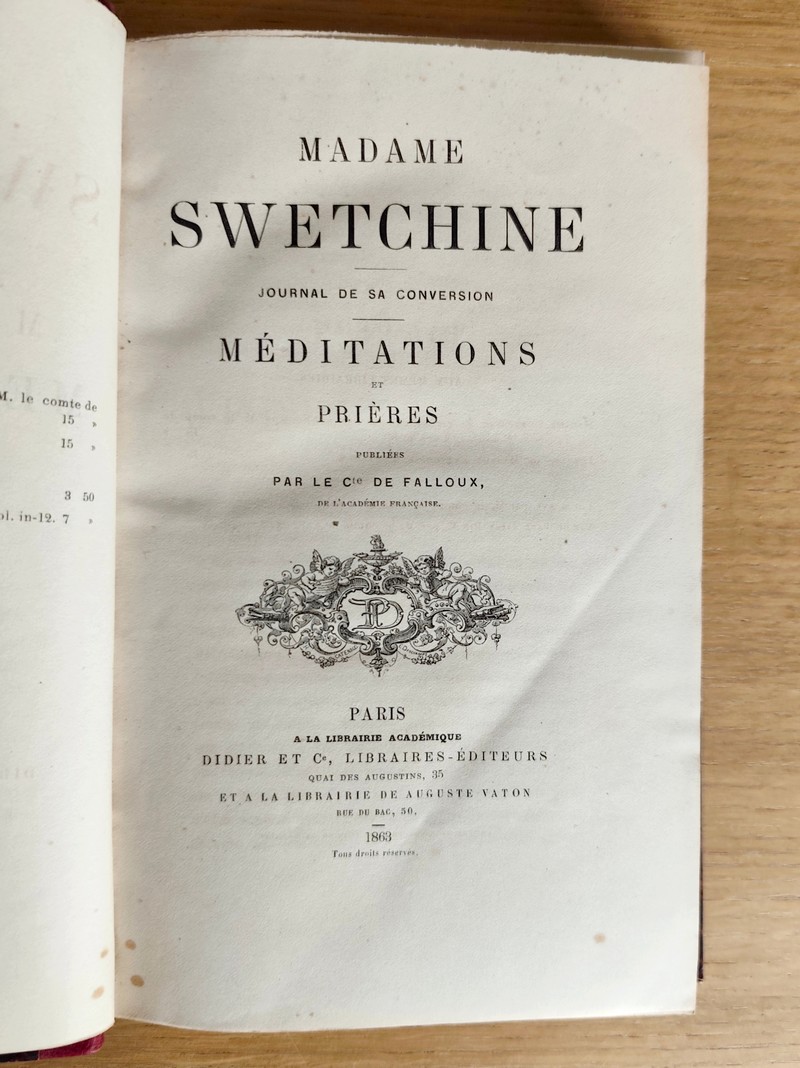 M. le comte de
15 »
15 »
3 50
in-12. 7 »
MADAME
SWETCHINE
JOURNAL DE SA CONVERSION
MÉDITATIONS
ET
PRIÈRES
PUBLIÉES
PAR LE Cte DE FALLOUX,
DE L'ACADÉMIE FRANÇAISE.
PARIS
A LA LIBRAIRIE ACADÉMIQUE
DIDIER ET Ce, LIBRAIRES-ÉDITEURS
QUAI DES AUGUSTINS, 35
ET A LA LIBRAIRIE DE AUGUSTE VATON
RUE DU BAC, 50,
1863
Tous droits réservés.